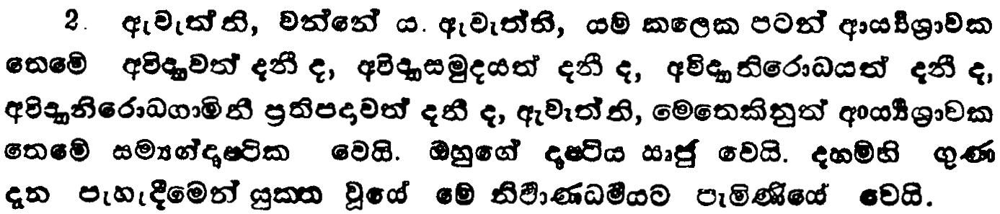 2. ඇවැත්නි, වන්නේ ය. ඇවැත්නි, යම් කලෙක පටන් ආර්‍ය්‍යශ්‍රාවක
තෙමේ අවිද්‍යාවත් දනී ද, අවිද්‍යාසමුදයත් දනී ද, අවිද්‍යානිරොධයත් දනී ද,
අවිද්‍යානිරොධගාමිනී ප්‍රතිපදාවත් දනී ද, ඇවැත්නි, මෙතෙකිනුත් ආර්‍ය්‍යශ්‍රාවක
තෙමේ සම්‍යග්දෘෂ්ටික වෙයි. ඔහුගේ දෘෂ්ටිය ඍජු වෙයි. දහම්හි ගුණ
දැන පැහැදීමෙන් යුක්ත වූයේ මේ නිර්‍වාණධර්‍මයට පැමිණියේ වෙයි.